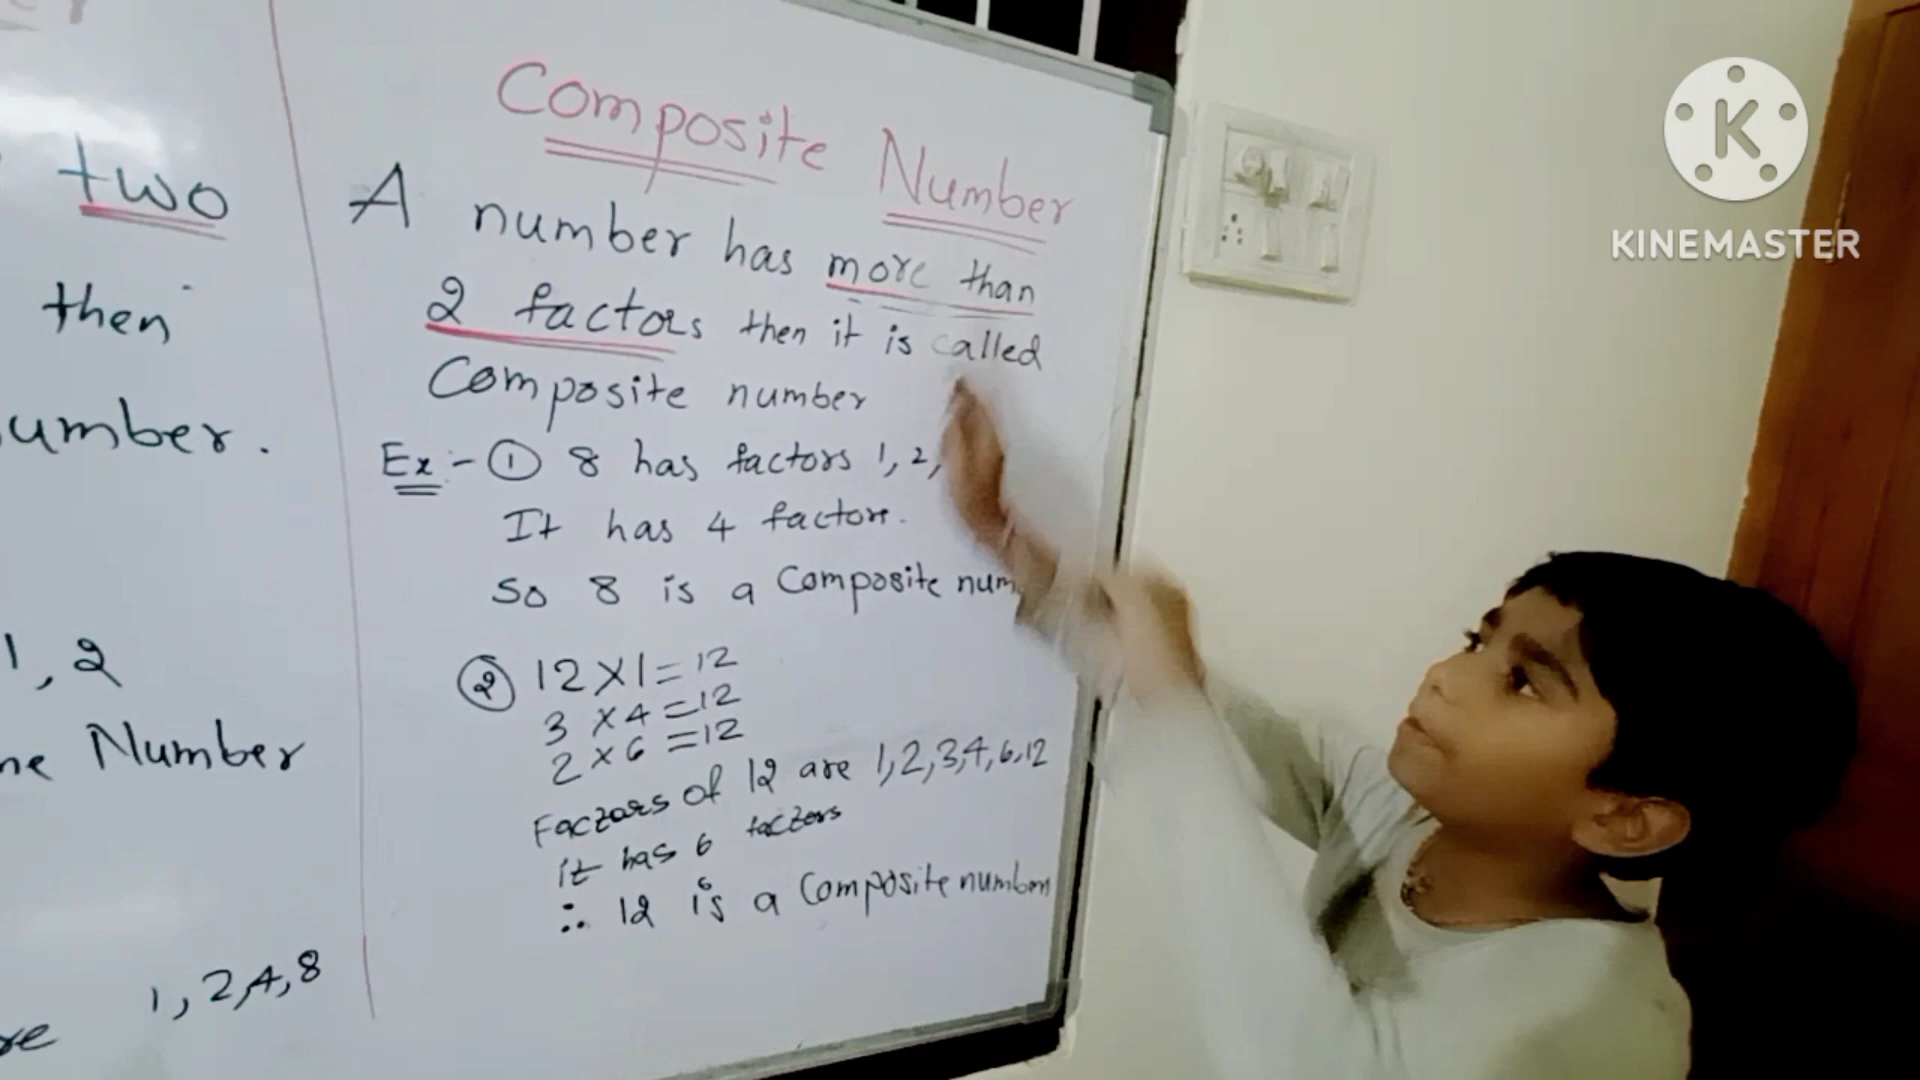 two
then
umber.
1, 2
me Number
1, 2, 4, 8
re
Composite Number
A number has more than
2 factors then it is called
Composite number
Ex:- ① 8 has factors 1, 2,
It has 4 factors.
So 8 is a Composite num
② 12 X 1 = 12
3 X 4 = 12
2 X 6 = 12
Factors of 12 are 1,2,3,4,6,12
it has 6 factors
∴ 12 is a Composite number
K
KINEMASTER